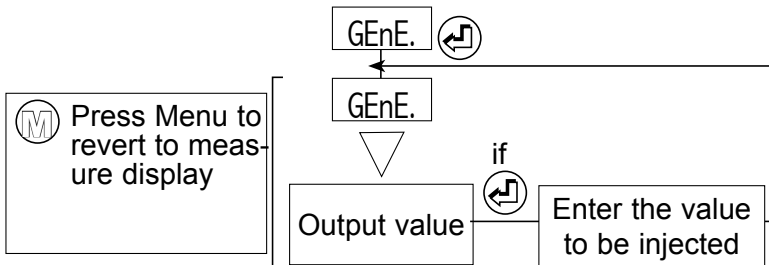 GEnE.
GEnE.
M Press Menu to
revert to meas-
ure display
if
Output value
Enter the value
to be injected